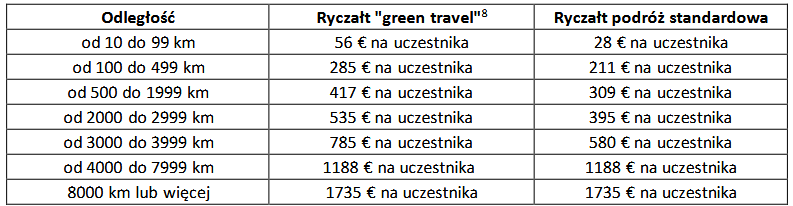 Odległość Ryczałt "green travel"8 Ryczałt podróż standardowa
od 10 do 99 km 56 € na uczestnika 28 € na uczestnika
od 100 do 499 km 285 € na uczestnika 211 € na uczestnika
od 500 do 1999 km 417 € na uczestnika 309 € na uczestnika
od 2000 do 2999 km 535 € na uczestnika 395 € na uczestnika
od 3000 do 3999 km 785 € na uczestnika 580 € na uczestnika
od 4000 do 7999 km 1188 € na uczestnika 1188 € na uczestnika
8000 km lub więcej 1735 € na uczestnika 1735 € na uczestnika